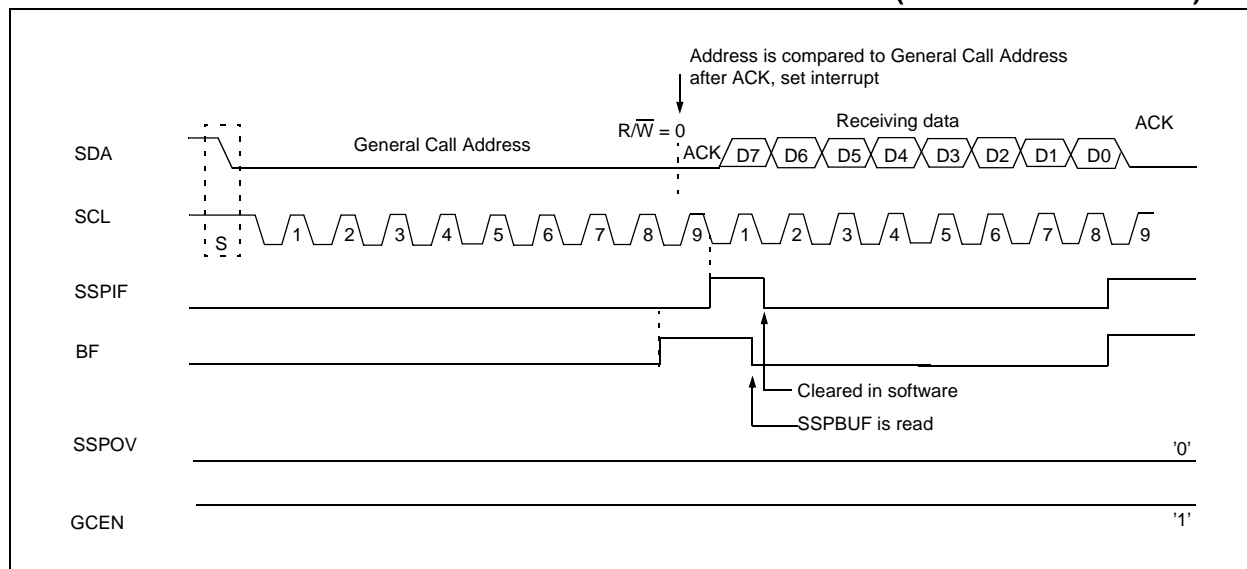 Address is compared to General Call Address
after ACK, set interrupt
R/W̅ = 0
Receiving data
ACK
SDA
General Call Address
ACK
D7 D6 D5 D4 D3 D2 D1 D0
SCL
S
1 2 3 4 5 6 7 8 9 1 2 3 4 5 6 7 8 9
SSPIF
BF
Cleared in software
SSPBUF is read
SSPOV
'0'
GCEN
'1'